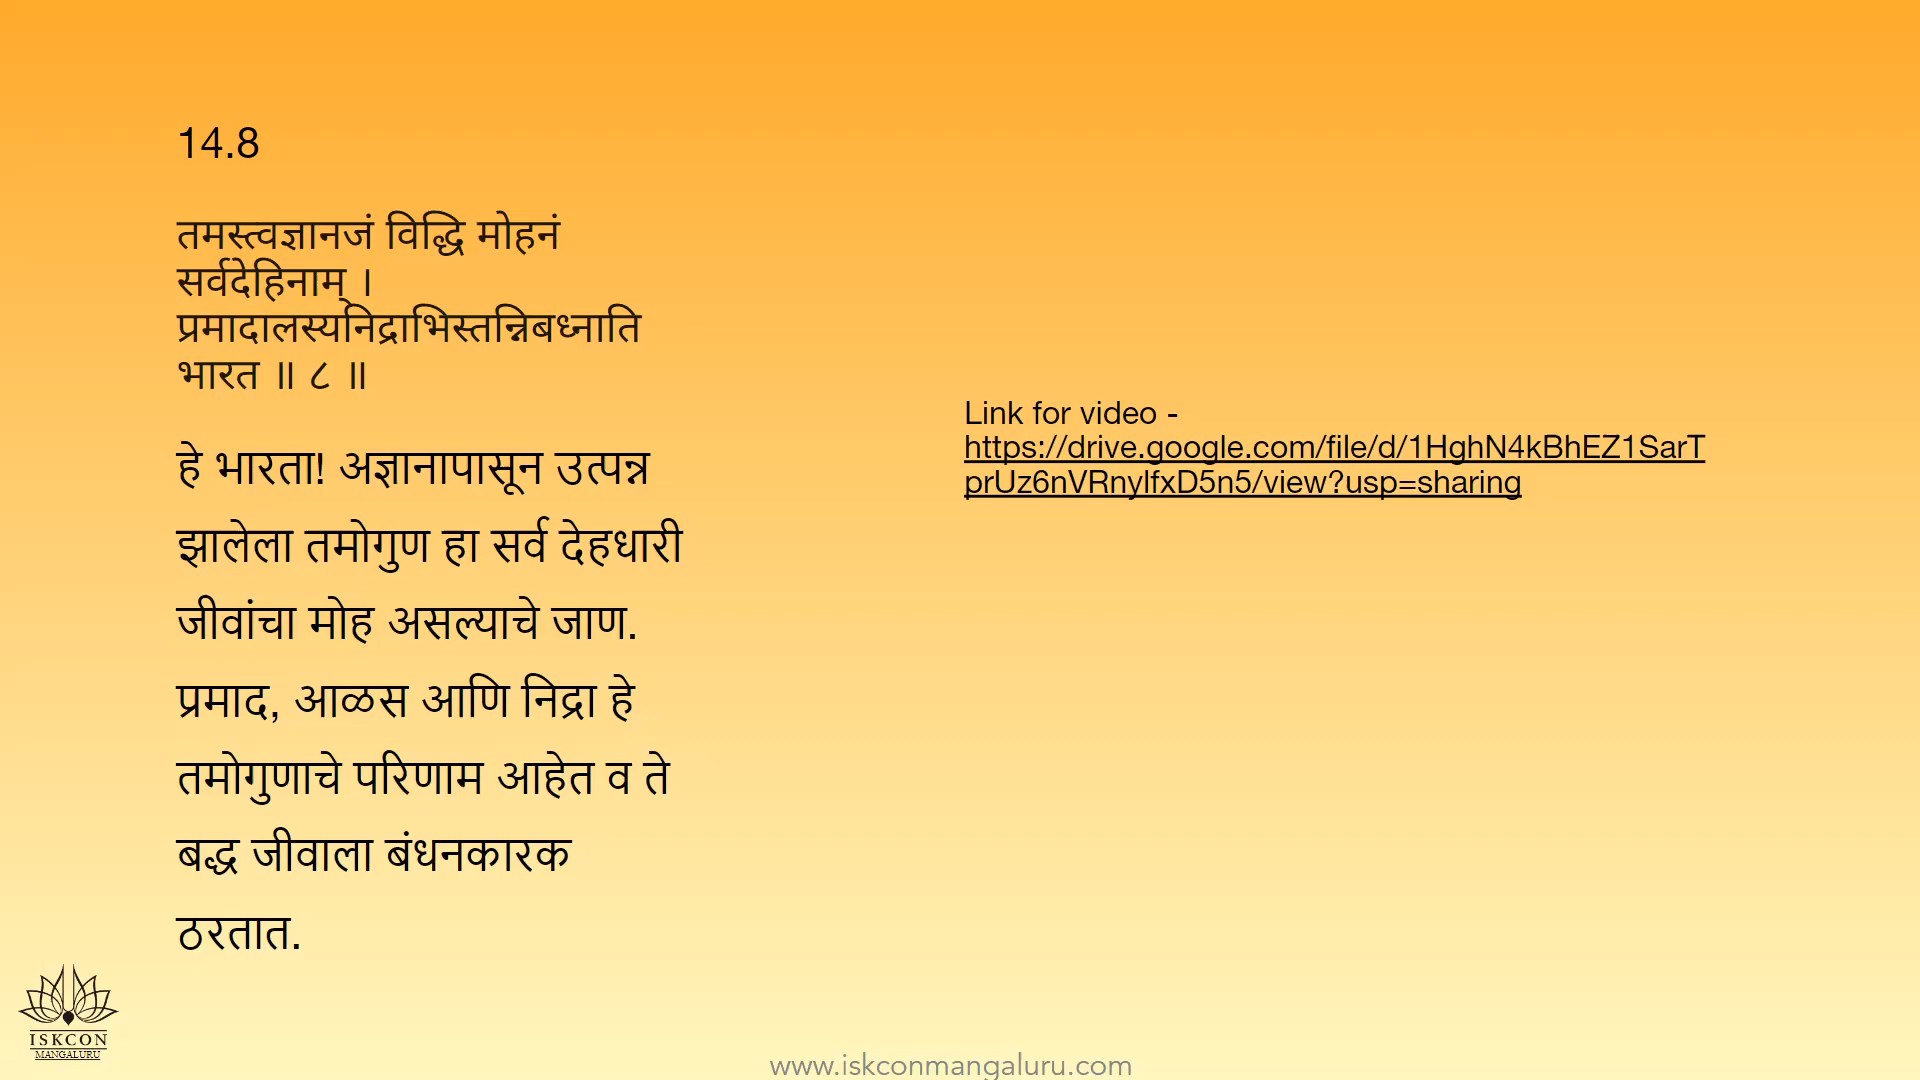 14.8
तमस्त्वज्ञानजं विद्धि मोहनं
सर्वदेहिनाम् ।
प्रमादालस्यनिद्राभिस्तन्निबध्नाति
भारत ॥ ८ ॥
हे भारता! अज्ञानापासून उत्पन्न
झालेला तमोगुण हा सर्व देहधारी
जीवांचा मोह असल्याचे जाण.
प्रमाद, आळस आणि निद्रा हे
तमोगुणाचे परिणाम आहेत व ते
बद्ध जीवाला बंधनकारक
ठरतात.
Link for video -
https://drive.google.com/file/d/1HghN4kBhEZ1SarT
prUz6nVRnylfxD5n5/view?usp=sharing
ISKCON
MANGALURU
www.iskconmangaluru.com